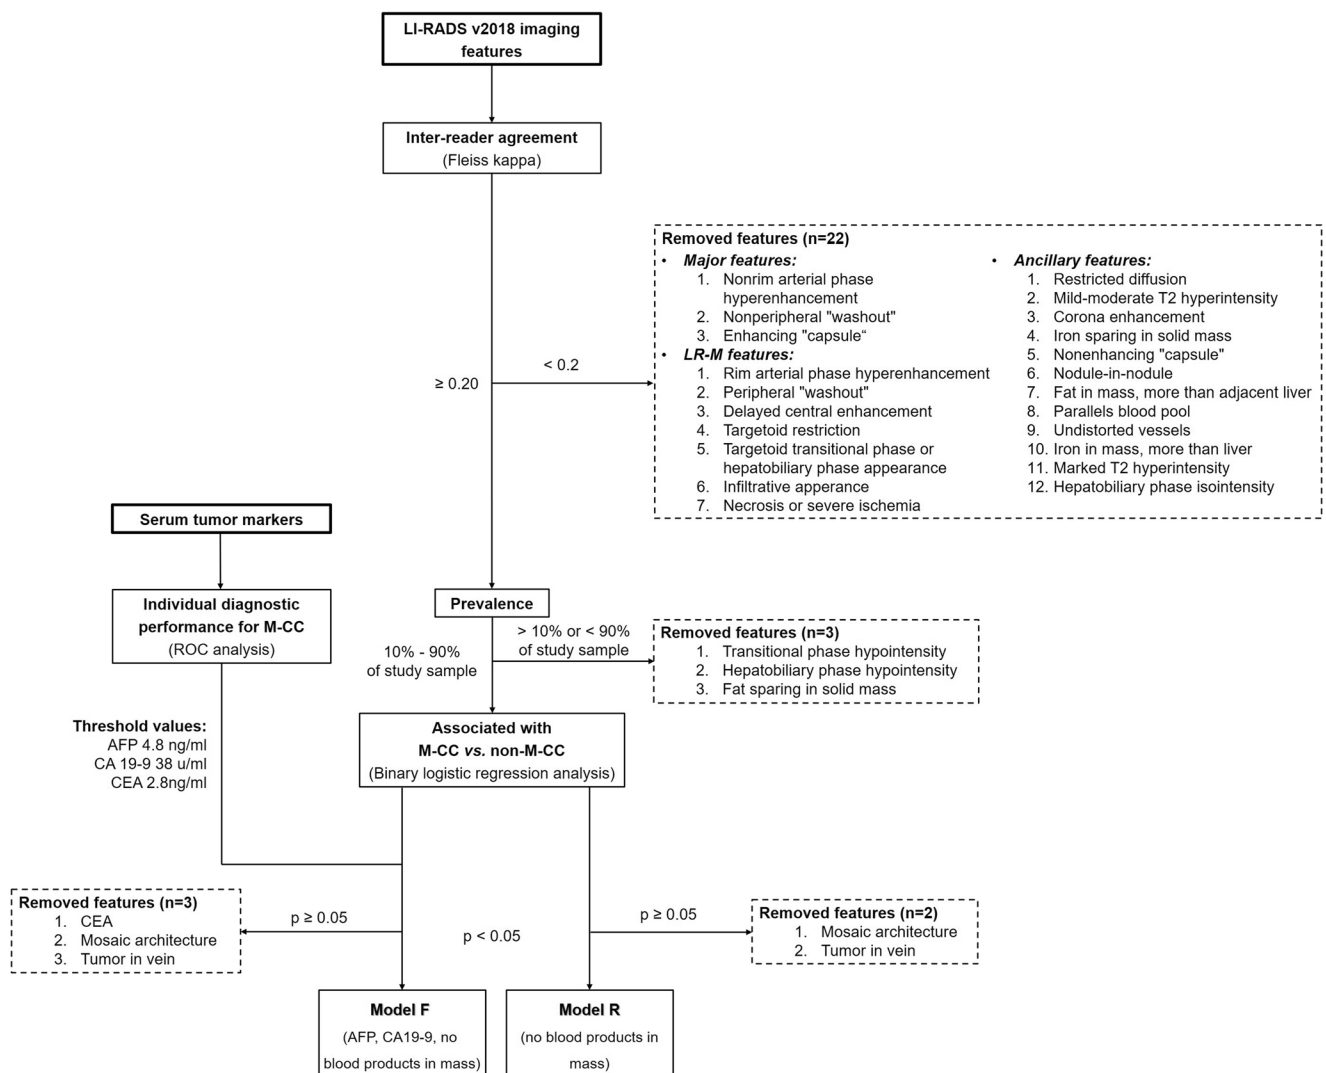 LI-RADS v2018 imaging
features
Inter-reader agreement
(Fleiss kappa)
≥ 0.20
< 0.2
Removed features (n=22)
• Major features:
1. Nonrim arterial phase
hyperenhancement
2. Nonperipheral "washout"
3. Enhancing "capsule“
• LR-M features:
1. Rim arterial phase hyperenhancement
2. Peripheral "washout"
3. Delayed central enhancement
4. Targetoid restriction
5. Targetoid transitional phase or
hepatobiliary phase appearance
6. Infiltrative apperance
7. Necrosis or severe ischemia
• Ancillary features:
1. Restricted diffusion
2. Mild-moderate T2 hyperintensity
3. Corona enhancement
4. Iron sparing in solid mass
5. Nonenhancing "capsule"
6. Nodule-in-nodule
7. Fat in mass, more than adjacent liver
8. Parallels blood pool
9. Undistorted vessels
10. Iron in mass, more than liver
11. Marked T2 hyperintensity
12. Hepatobiliary phase isointensity
Serum tumor markers
Individual diagnostic
performance for M-CC
(ROC analysis)
Prevalence
10% - 90%
of study sample
> 10% or < 90%
of study sample
Removed features (n=3)
1. Transitional phase hypointensity
2. Hepatobiliary phase hypointensity
3. Fat sparing in solid mass
Threshold values:
AFP 4.8 ng/ml
CA 19-9 38 u/ml
CEA 2.8ng/ml
Associated with
M-CC vs. non-M-CC
(Binary logistic regression analysis)
Removed features (n=3)
1. CEA
2. Mosaic architecture
3. Tumor in vein
p ≥ 0.05
p < 0.05
p ≥ 0.05
Removed features (n=2)
1. Mosaic architecture
2. Tumor in vein
Model F
(AFP, CA19-9, no
blood products in mass)
Model R
(no blood products in
mass)